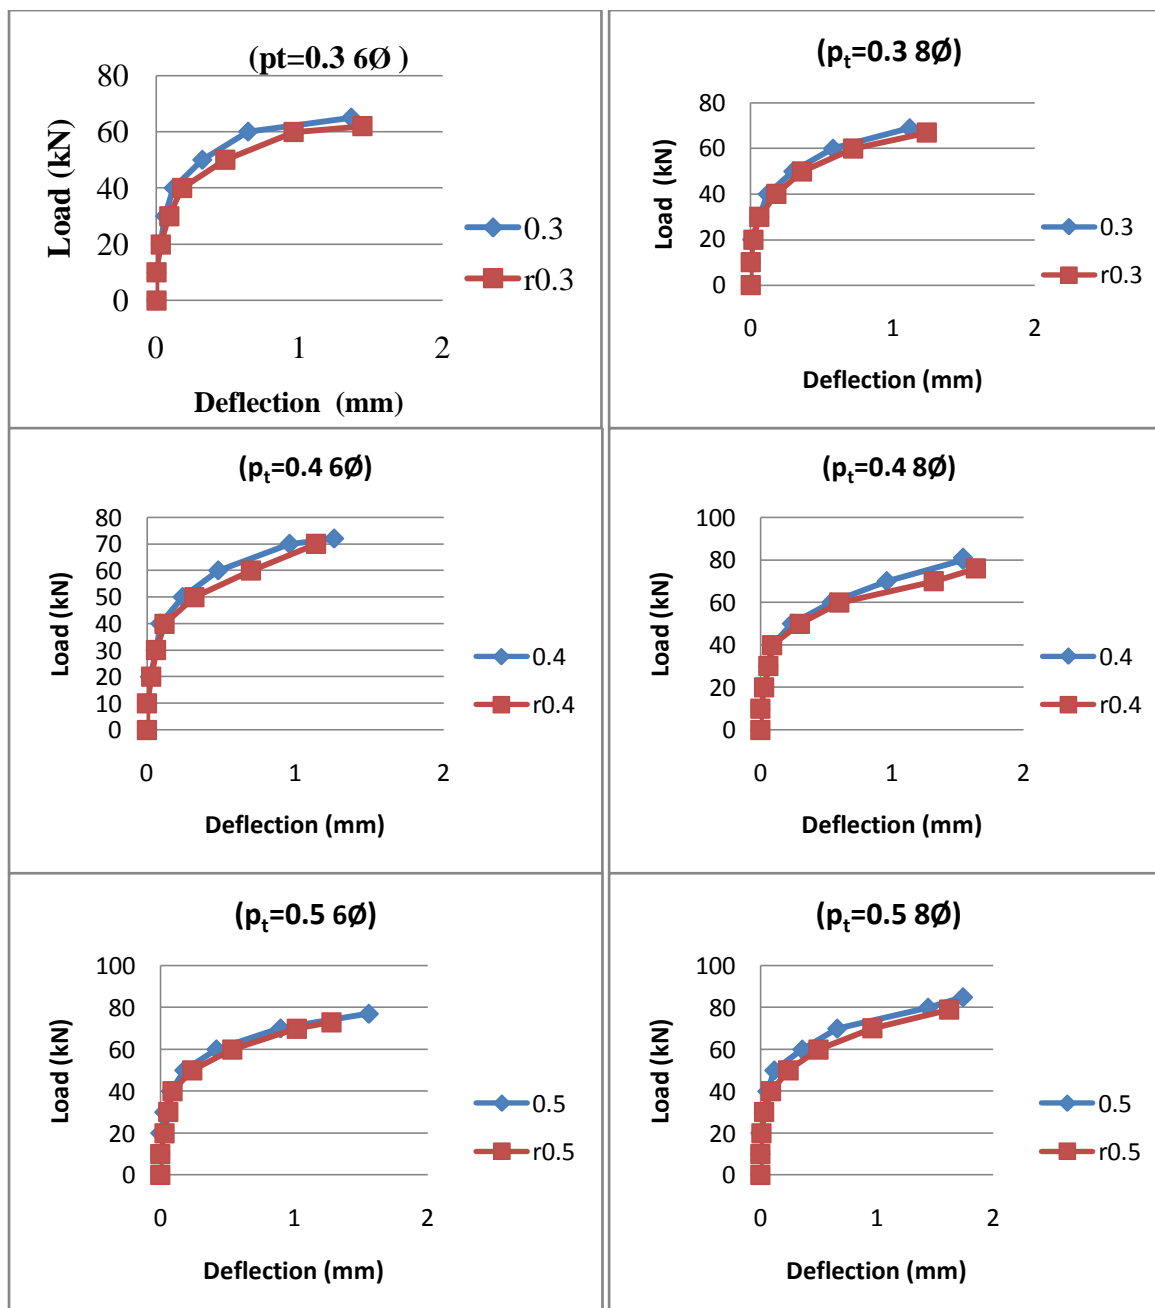 (pt=0.3 6Ø )
80
60
40
20
0
Load (kN)
0 1 2
Deflection (mm)
0.3
r0.3
(pt=0.3 8Ø)
80
60
40
20
0
Load (kN)
0 1 2
Deflection (mm)
0.3
r0.3
(pt=0.4 6Ø)
80
70
60
50
40
30
20
10
0
Load (kN)
0 1 2
Deflection (mm)
0.4
r0.4
(pt=0.4 8Ø)
100
80
60
40
20
0
Load (kN)
0 1 2
Deflection (mm)
0.4
r0.4
(pt=0.5 6Ø)
100
80
60
40
20
0
Load (kN)
0 1 2
Deflection (mm)
0.5
r0.5
(pt=0.5 8Ø)
100
80
60
40
20
0
Load (kN)
0 1 2
Deflection (mm)
0.5
r0.5